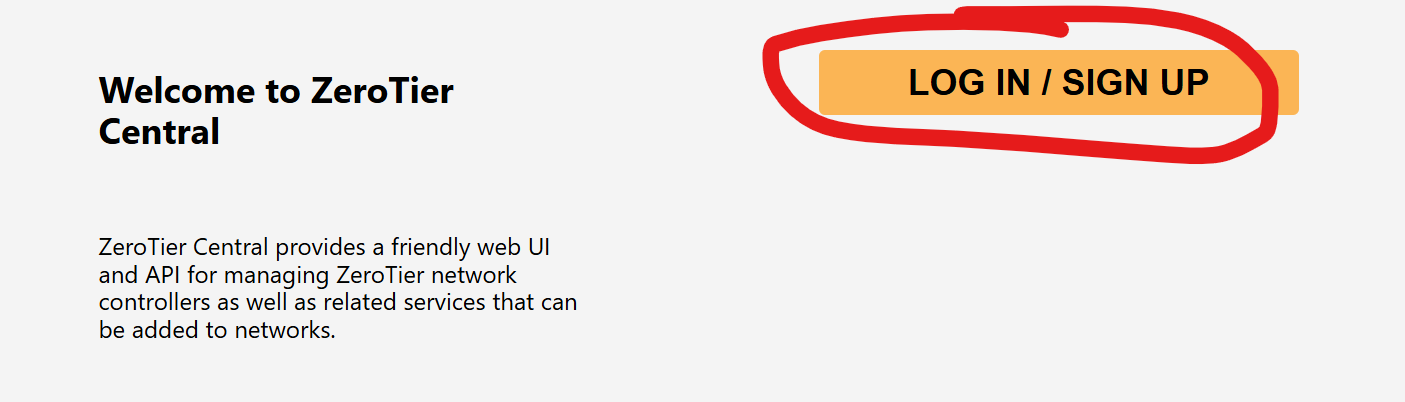 Welcome to ZeroTier
Central
LOG IN / SIGN UP
ZeroTier Central provides a friendly web UI
and API for managing ZeroTier network
controllers as well as related services that can
be added to networks.